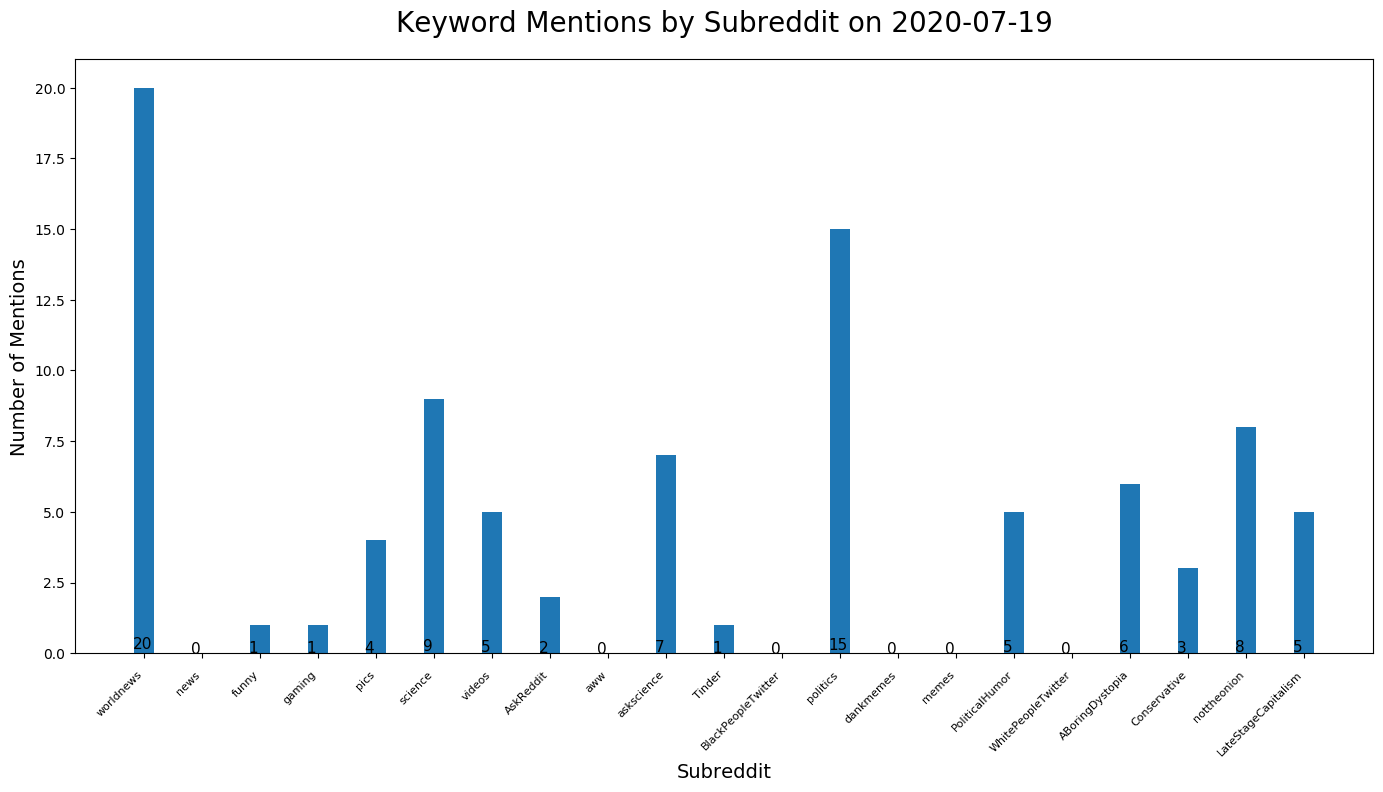 Keyword Mentions by Subreddit on 2020-07-19
Number of Mentions
20.0
17.5
15.0
12.5
10.0
7.5
5.0
2.5
0.0
20 0 1 1 4 9 5 2 0 7 1 0 15 0 0 5 0 6 3 8 5
worldnews
news
funny
gaming
pics
science
videos
AskReddit
aww
askscience
Tinder
BlackPeopleTwitter
politics
dankmemes
memes
PoliticalHumor
WhitePeopleTwitter
ABoringDystopia
Conservative
nottheonion
LateStageCapitalism
Subreddit